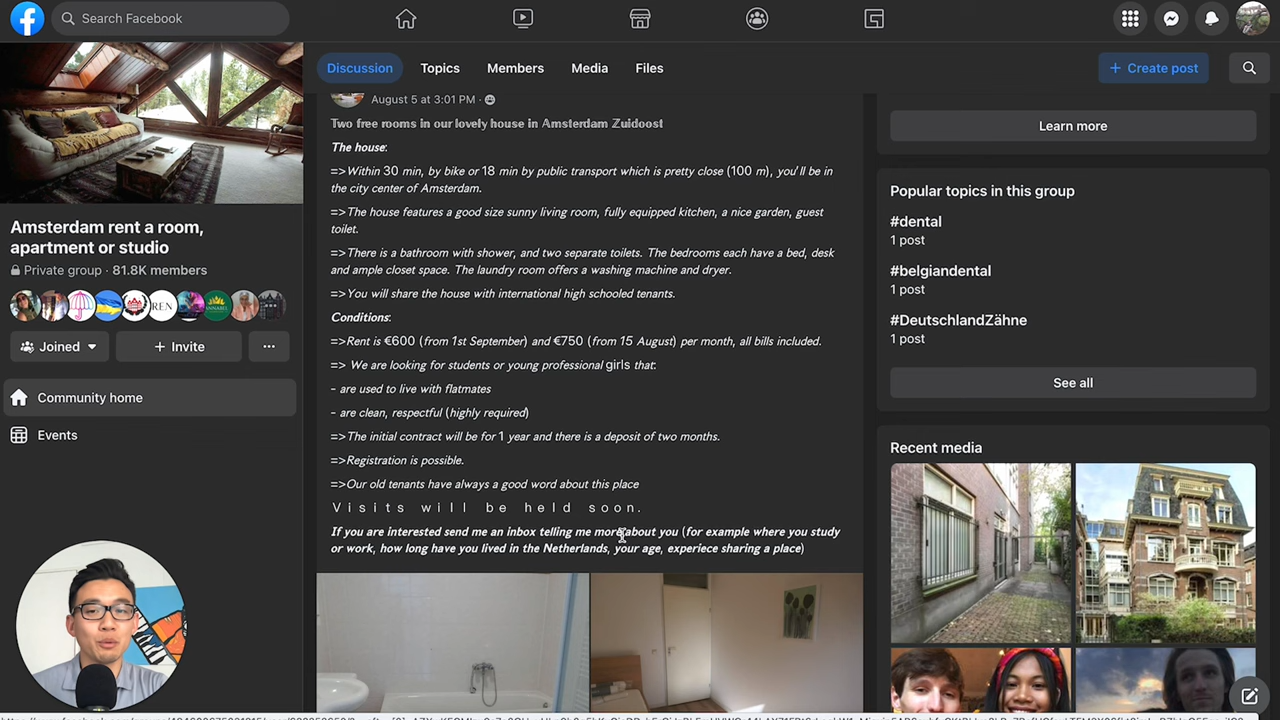 Search Facebook
Amsterdam rent a room,
apartment or studio
Private group · 81.8K members
REN
Joined
+ Invite
Community home
Events
Discussion
Topics
Members
Media
Files
+ Create post
August 5 at 3:01 PM ·
Two free rooms in our lovely house in Amsterdam Zuidoost
The house:
=>Within 30 min, by bike or 18 min by public transport which is pretty close (100 m), you'll be in
the city center of Amsterdam.
=>The house features a good size sunny living room, fully equipped kitchen, a nice garden, guest
toilet.
=>There is a bathroom with shower, and two separate toilets. The bedrooms each have a bed, desk
and ample closet space. The laundry room offers a washing machine and dryer.
=>You will share the house with international high schooled tenants.
Conditions:
=>Rent is €600 (from 1st September) and €750 (from 15 August) per month, all bills included.
=> We are looking for students or young professional girls that:
- are used to live with flatmates
- are clean, respectful (highly required)
=>The initial contract will be for 1 year and there is a deposit of two months.
=>Registration is possible.
=>Our old tenants have always a good word about this place
Visits will be held soon.
If you are interested send me an inbox telling me more about you (for example where you study
or work, how long have you lived in the Netherlands, your age, experiece sharing a place)
Learn more
Popular topics in this group
#dental
1 post
#belgiandental
1 post
#DeutschlandZähne
1 post
See all
Recent media